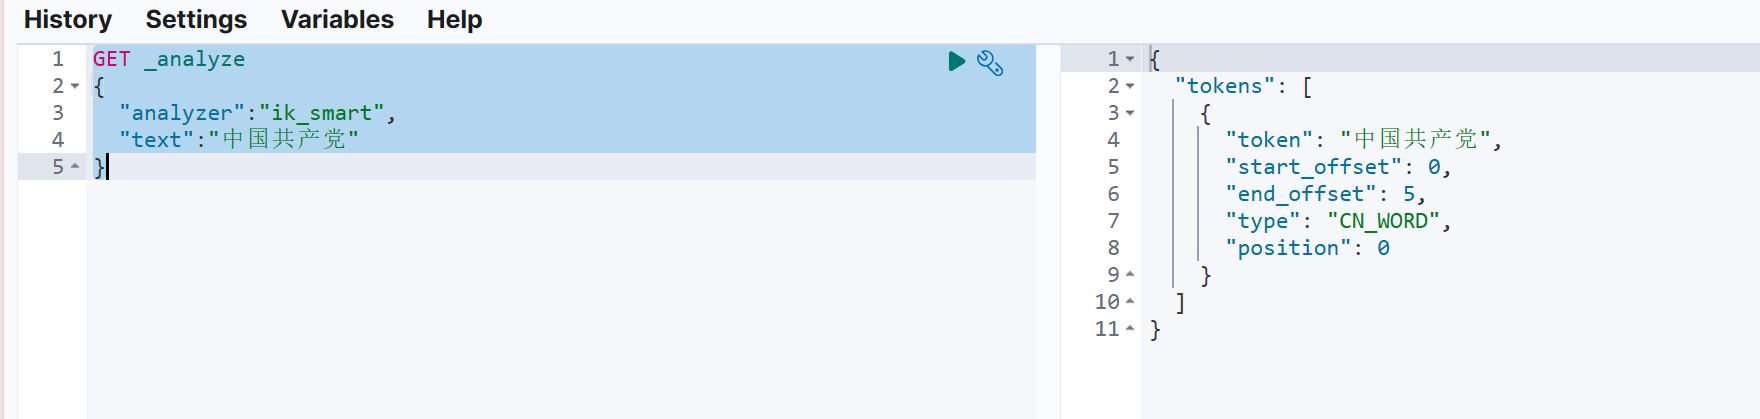 History Settings Variables Help
1 GET _analyze
2 {
3 "analyzer":"ik_smart",
4 "text":"中国共产党"
5 }
1 {
2 "tokens": [
3 {
4 "token": "中国共产党",
5 "start_offset": 0,
6 "end_offset": 5,
7 "type": "CN_WORD",
8 "position": 0
9 }
10 ]
11 }